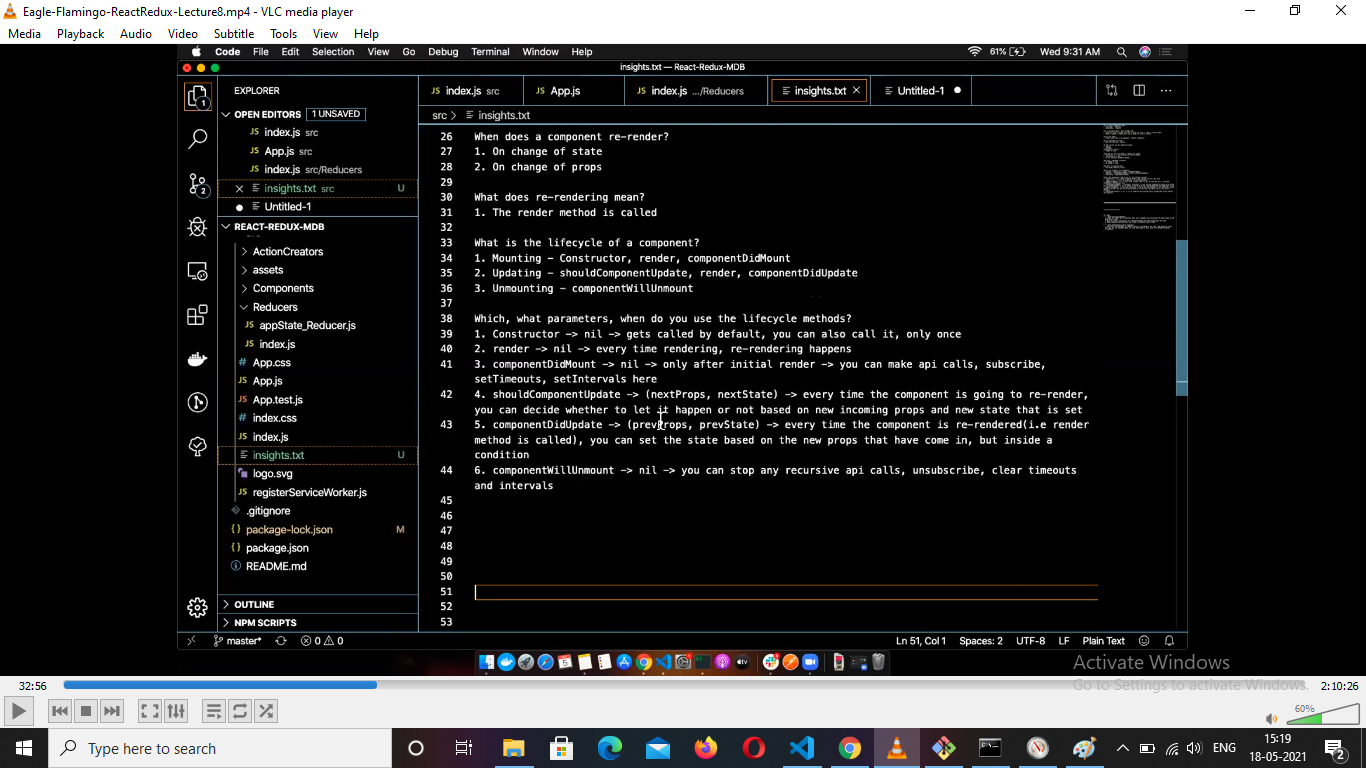 Eagle-Flamingo-ReactRedux-Lecture8.mp4 - VLC media player
Media Playback Audio Video Subtitle Tools View Help
Code File Edit Selection View Go Debug Terminal Window Help
61% Wed 9:31 AM
insights.txt — React-Redux-MDB
EXPLORER
JS index.js src
JS App.js
JS index.js .../Reducers
insights.txt
Untitled-1
OPEN EDITORS 1 UNSAVED
JS index.js src
JS App.js src
JS index.js src/Reducers
insights.txt src U
Untitled-1
REACT-REDUX-MDB
ActionCreators
assets
Components
Reducers
JS appState_Reducer.js
JS index.js
# App.css
JS App.js
JS App.test.js
# index.css
JS index.js
insights.txt U
logo.svg
JS registerServiceWorker.js
.gitignore
{} package-lock.json M
{} package.json
README.md
OUTLINE
NPM SCRIPTS
1
2
src > insights.txt
26 When does a component re-render?
27 1. On change of state
28 2. On change of props
29
30 What does re-rendering mean?
31 1. The render method is called
32
33 What is the lifecycle of a component?
34 1. Mounting – Constructor, render, componentDidMount
35 2. Updating – shouldComponentUpdate, render, componentDidUpdate
36 3. Unmounting – componentWillUnmount
37
38 Which, what parameters, when do you use the lifecycle methods?
39 1. Constructor -> nil -> gets called by default, you can also call it, only once
40 2. render -> nil -> every time rendering, re-rendering happens
41 3. componentDidMount -> nil -> only after initial render -> you can make api calls, subscribe,
setTimeouts, setIntervals here
42 4. shouldComponentUpdate -> (nextProps, nextState) -> every time the component is going to re-render,
you can decide whether to let it happen or not based on new incoming props and new state that is set
43 5. componentDidUpdate -> (prevProps, prevState) -> every time the component is re-rendered(i.e render
method is called), you can set the state based on the new props that have come in, but inside a
condition
44 6. componentWillUnmount -> nil -> you can stop any recursive api calls, unsubscribe, clear timeouts
and intervals
45
46
47
48
49
50
51
52
53
master* 0 0
Ln 51, Col 1 Spaces: 2 UTF-8 LF Plain Text
Activate Windows
Go to Settings to activate Windows.
32:56
2:10:26
60%
Type here to search
ENG
15:19
18-05-2021
2